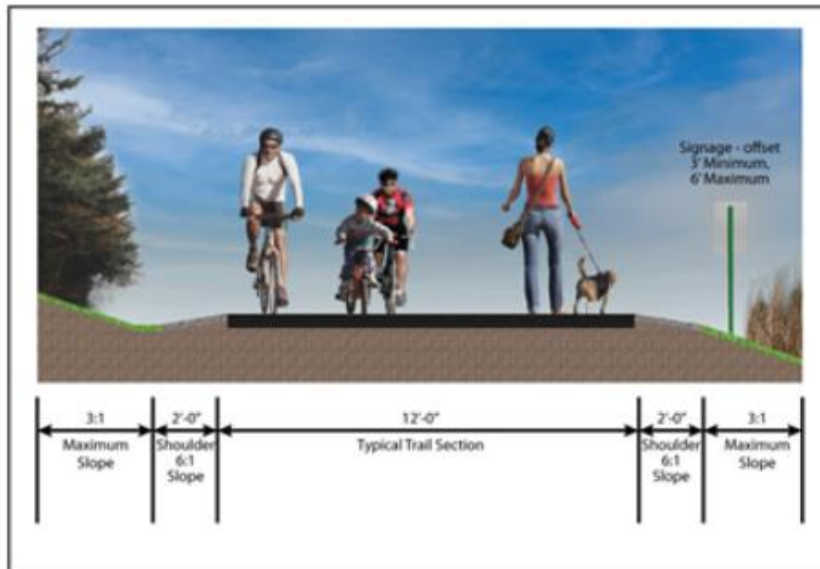 Signage - offset
3' Minimum,
6' Maximum
3:1
Maximum
Slope
2'-0"
Shoulder
6:1
Slope
12'-0"
Typical Trail Section
2'-0"
Shoulder
6:1
Slope
3:1
Maximum
Slope